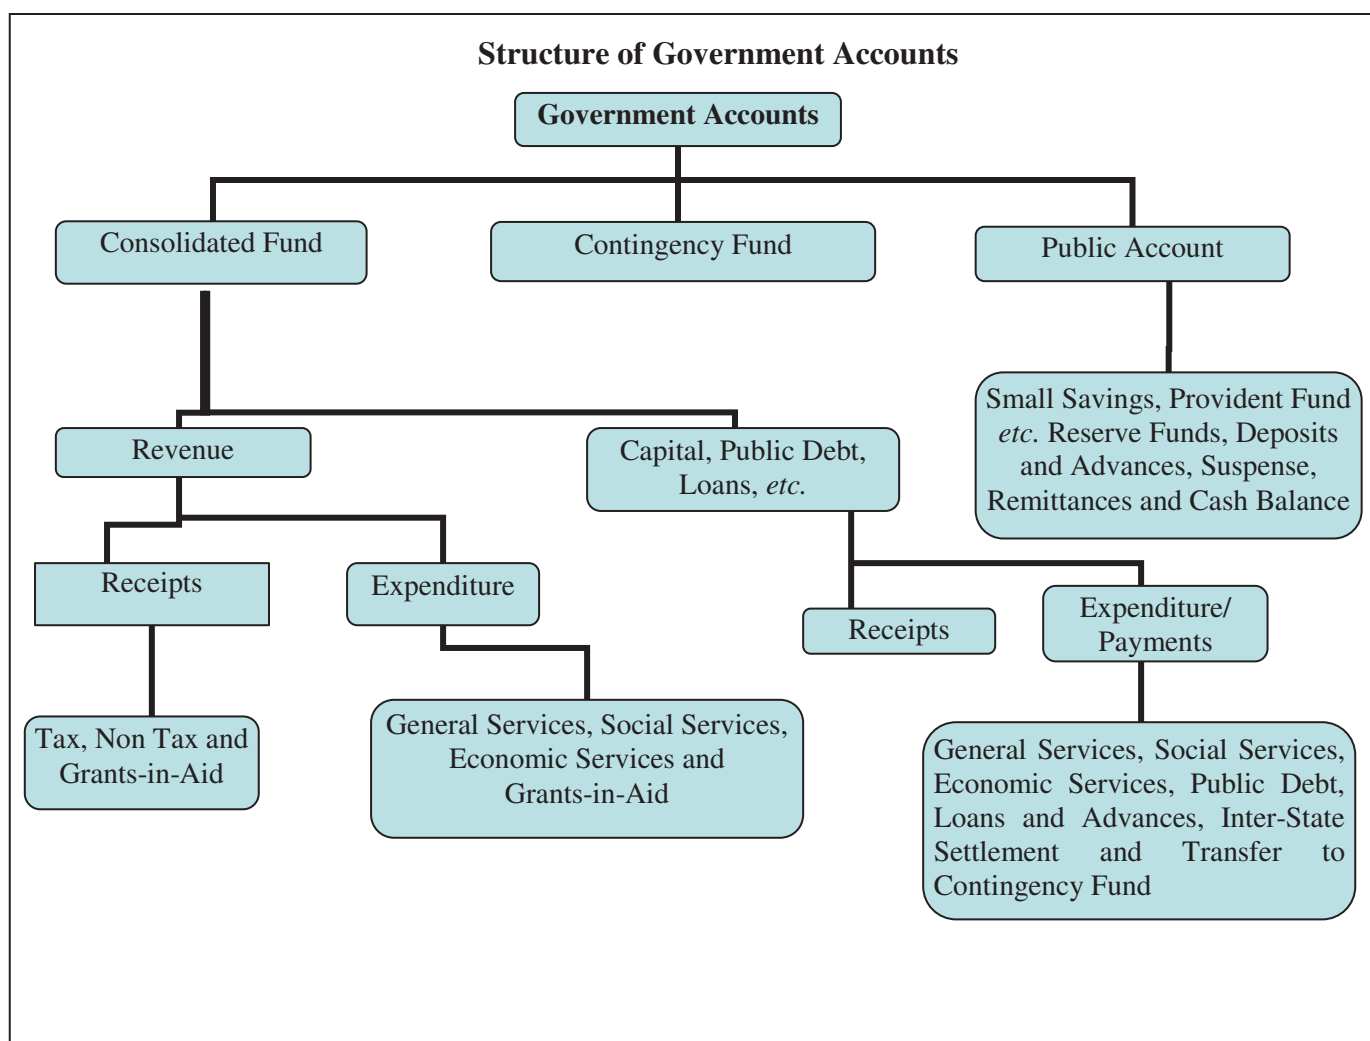 Structure of Government Accounts
Government Accounts
Consolidated Fund
Contingency Fund
Public Account
Small Savings, Provident Fund
etc. Reserve Funds, Deposits
and Advances, Suspense,
Remittances and Cash Balance
Revenue
Capital, Public Debt,
Loans, etc.
Receipts
Expenditure
Receipts
Expenditure/
Payments
Tax, Non Tax and
Grants-in-Aid
General Services, Social Services,
Economic Services and
Grants-in-Aid
General Services, Social Services,
Economic Services, Public Debt,
Loans and Advances, Inter-State
Settlement and Transfer to
Contingency Fund